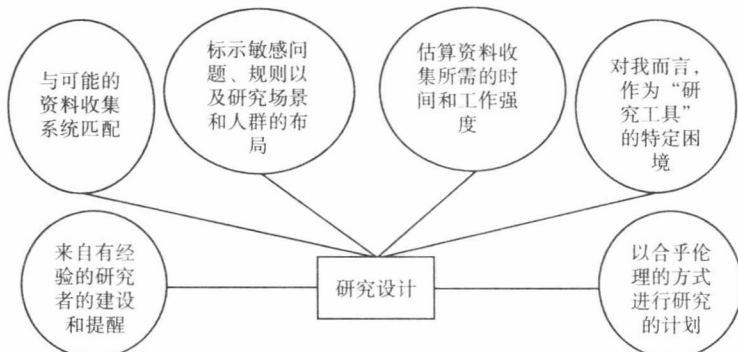 与可能的
资料收集
系统匹配
标示敏感问
题、规则以
及研究场景
和人群的布
局
估算资料收
集所需的时
间和工作强
度
对我而言，
作为“研
究工具”
的特定困
境
来自有经
验的研究
者的建设
和提醒
研究设计
以合乎伦
理的方式
进行研究
的计划